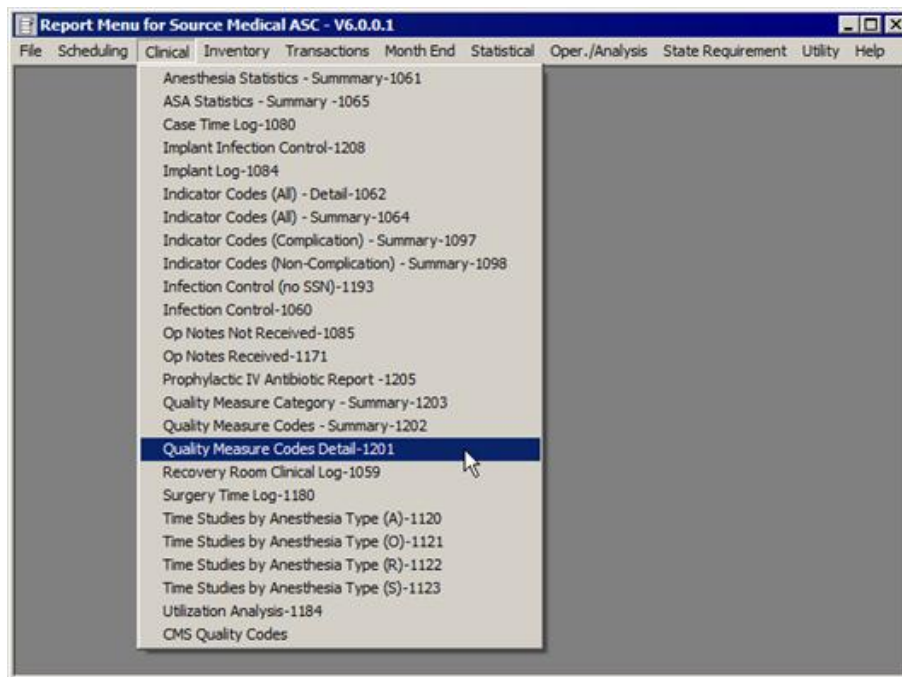 Report Menu for Source Medical ASC - V6.0.0.1
File Scheduling Clinical Inventory Transactions Month End Statistical Oper./Analysis State Requirement Utility Help
Anesthesia Statistics - Summmary-1061
ASA Statistics - Summary -1065
Case Time Log-1080
Implant Infection Control-1208
Implant Log-1084
Indicator Codes (All) - Detail-1062
Indicator Codes (All) - Summary-1064
Indicator Codes (Complication) - Summary-1097
Indicator Codes (Non-Complication) - Summary-1098
Infection Control (no SSN)-1193
Infection Control-1060
Op Notes Not Received-1085
Op Notes Received-1171
Prophylactic IV Antibiotic Report -1205
Quality Measure Category - Summary-1203
Quality Measure Codes - Summary-1202
Quality Measure Codes Detail-1201
Recovery Room Clinical Log-1059
Surgery Time Log-1180
Time Studies by Anesthesia Type (A)-1120
Time Studies by Anesthesia Type (O)-1121
Time Studies by Anesthesia Type (R)-1122
Time Studies by Anesthesia Type (S)-1123
Utilization Analysis-1184
CMS Quality Codes